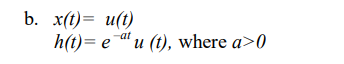 b. x(t)= u(t)
h(t)= e⁻ᵃᵗ u (t), where a>0